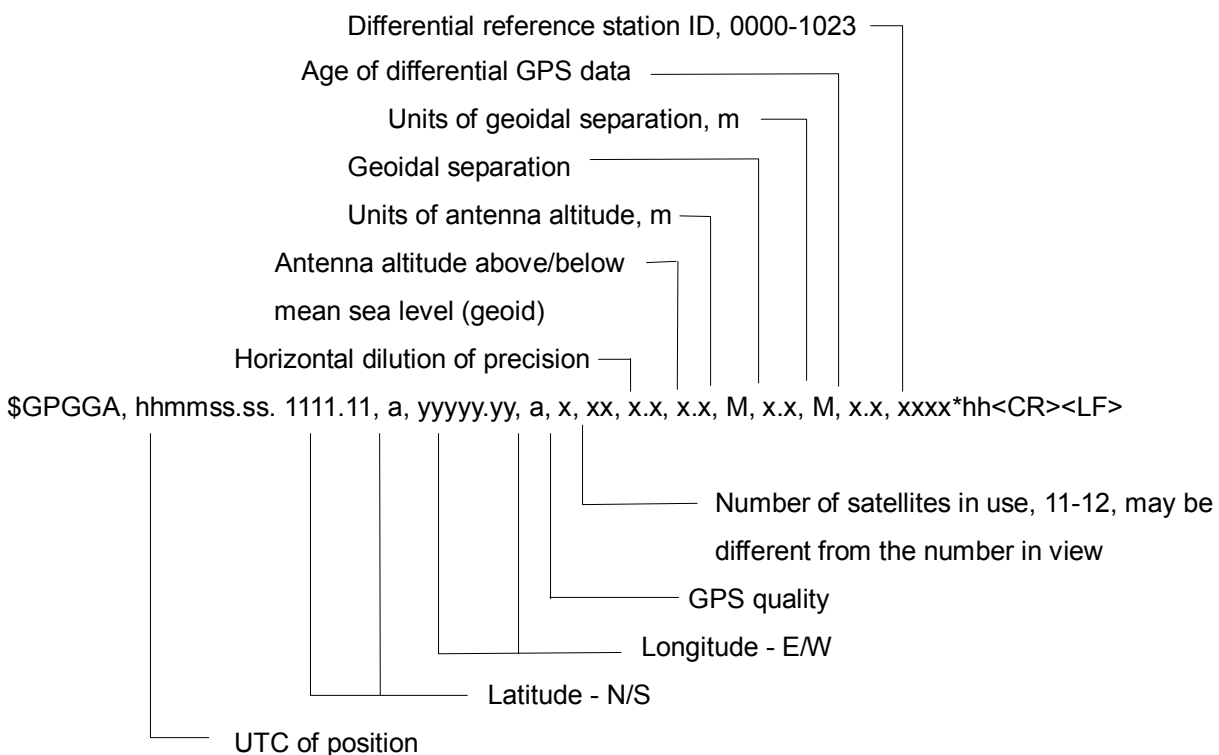 Differential reference station ID, 0000-1023
Age of differential GPS data
Units of geoidal separation, m
Geoidal separation
Units of antenna altitude, m
Antenna altitude above/below
mean sea level (geoid)
Horizontal dilution of precision
$GPGGA, hhmmss.ss. 1111.11, a, yyyyy.yy, a, x, xx, x.x, x.x, M, x.x, M, x.x, xxxx*hh<CR><LF>
Number of satellites in use, 11-12, may be
different from the number in view
GPS quality
Longitude - E/W
Latitude - N/S
UTC of position